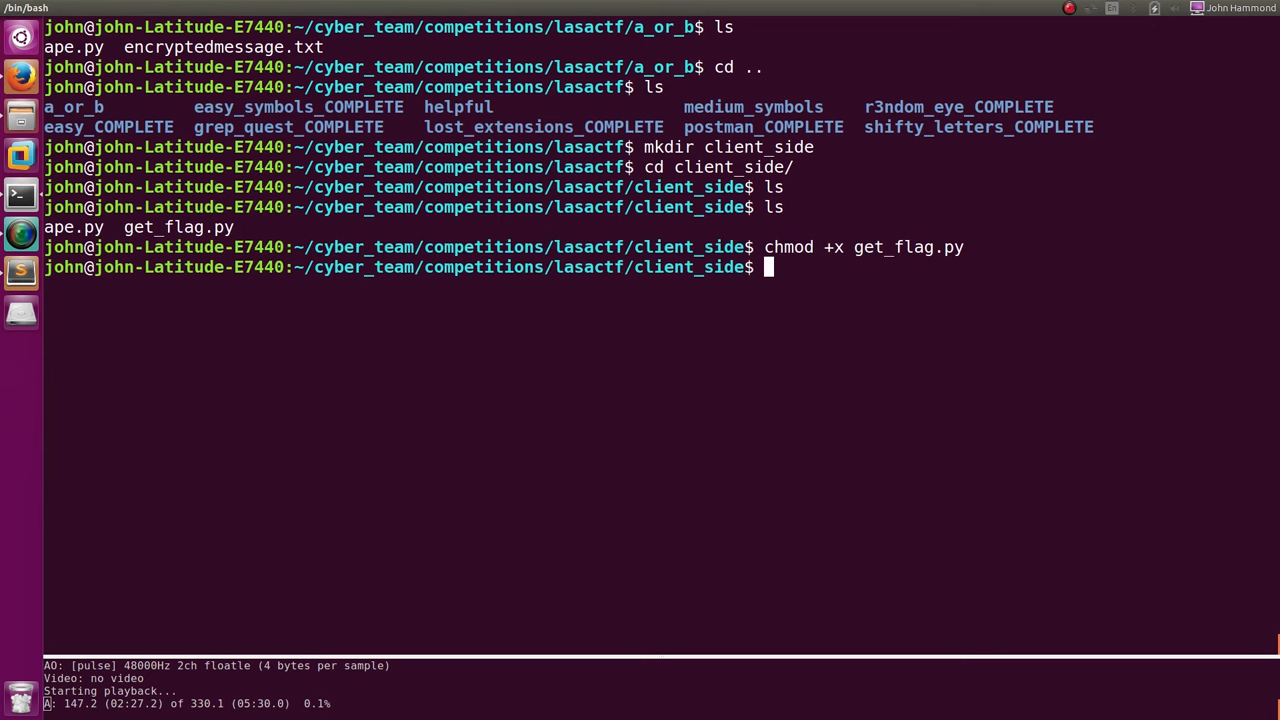 /bin/bash
En
John Hammond
john@john-Latitude-E7440:~/cyber_team/competitions/lasactf/a_or_b$ ls
ape.py  encryptedmessage.txt
john@john-Latitude-E7440:~/cyber_team/competitions/lasactf/a_or_b$ cd ..
john@john-Latitude-E7440:~/cyber_team/competitions/lasactf$ ls
a_or_b         easy_symbols_COMPLETE  helpful                   medium_symbols    r3ndom_eye_COMPLETE
easy_COMPLETE  grep_quest_COMPLETE    lost_extensions_COMPLETE  postman_COMPLETE  shifty_letters_COMPLETE
john@john-Latitude-E7440:~/cyber_team/competitions/lasactf$ mkdir client_side
john@john-Latitude-E7440:~/cyber_team/competitions/lasactf$ cd client_side/
john@john-Latitude-E7440:~/cyber_team/competitions/lasactf/client_side$ ls
john@john-Latitude-E7440:~/cyber_team/competitions/lasactf/client_side$ ls
ape.py  get_flag.py
john@john-Latitude-E7440:~/cyber_team/competitions/lasactf/client_side$ chmod +x get_flag.py
john@john-Latitude-E7440:~/cyber_team/competitions/lasactf/client_side$
AO: [pulse] 48000Hz 2ch floatle (4 bytes per sample)
Video: no video
Starting playback...
A: 147.2 (02:27.2) of 330.1 (05:30.0)  0.1%